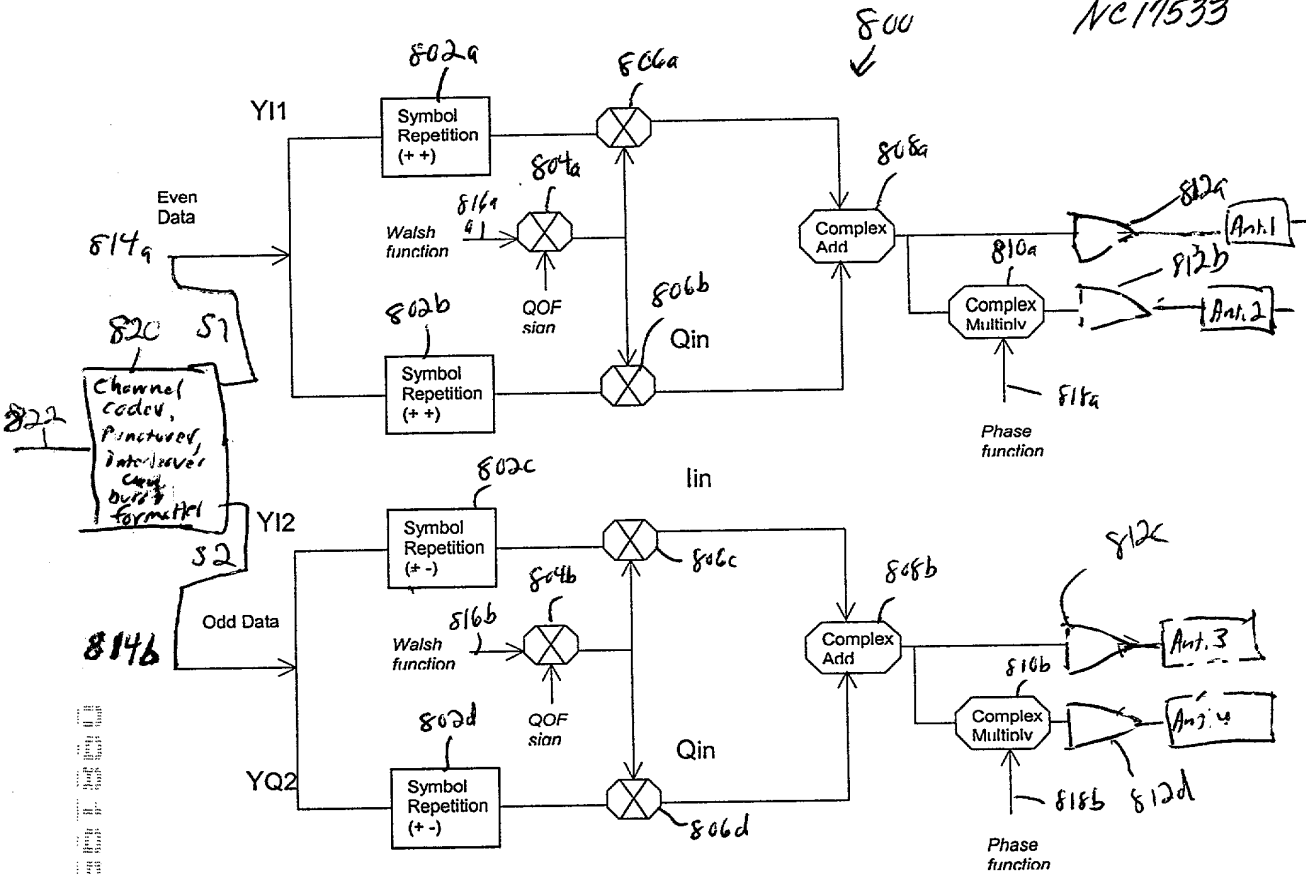 NC17533
800
802a
806a
YI1
Symbol
Repetition
(+ +)
804a
808a
Even
Data
816a
812a
Walsh
function
Complex
Add
Ant.1
814a
810a
812b
QOF
sign
806b
802b
Complex
Multiply
Ant.2
820
S1
Qin
Symbol
Repetition
(+ +)
818a
Channel
coder,
Puncturer,
Interleaver
and
burst
formatter
822
Phase
function
802c
Iin
YI2
Symbol
Repetition
(+ -)
812c
S2
806c
804b
808b
Odd Data
816b
Walsh
function
Complex
Add
Ant.3
814b
810b
802d
QOF
sign
Complex
Multiply
Ant.4
Qin
YQ2
Symbol
Repetition
(+ -)
818b
812d
806d
Phase
function